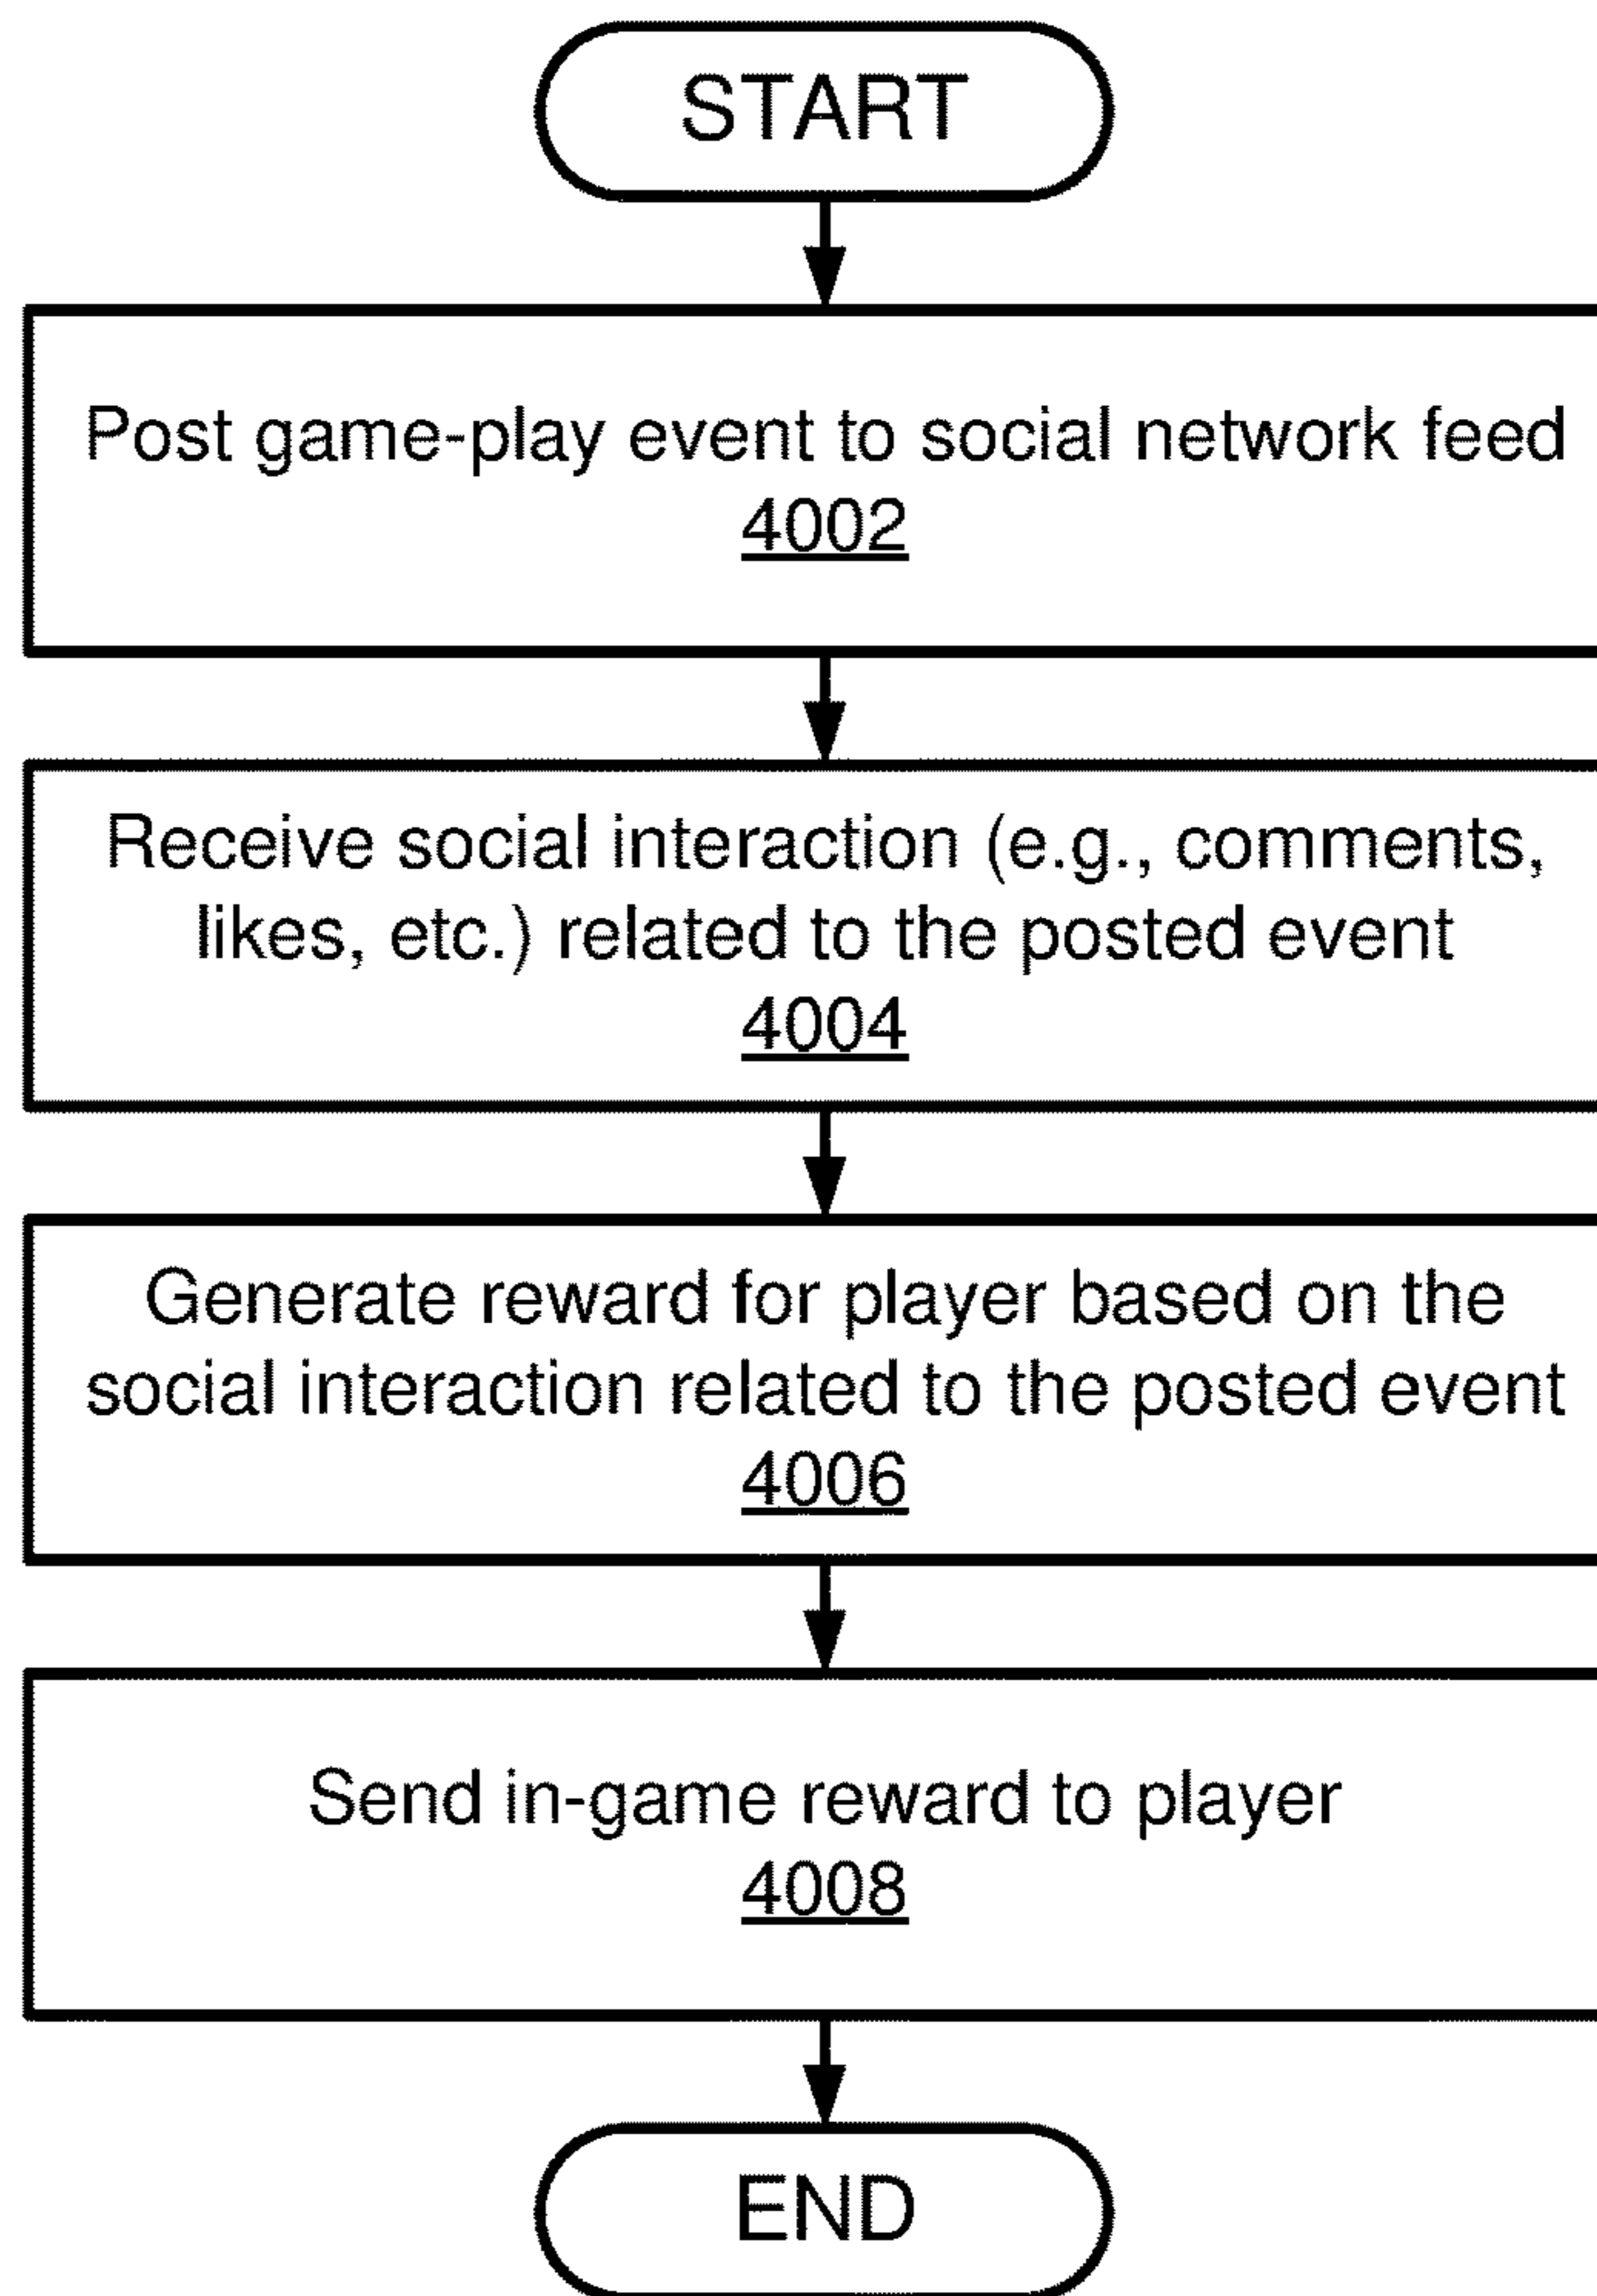 START
Post game-play event to social network feed
4002
Receive social interaction (e.g., comments,
likes, etc.) related to the posted event
4004
Generate reward for player based on the
social interaction related to the posted event
4006
Send in-game reward to player
4008
END